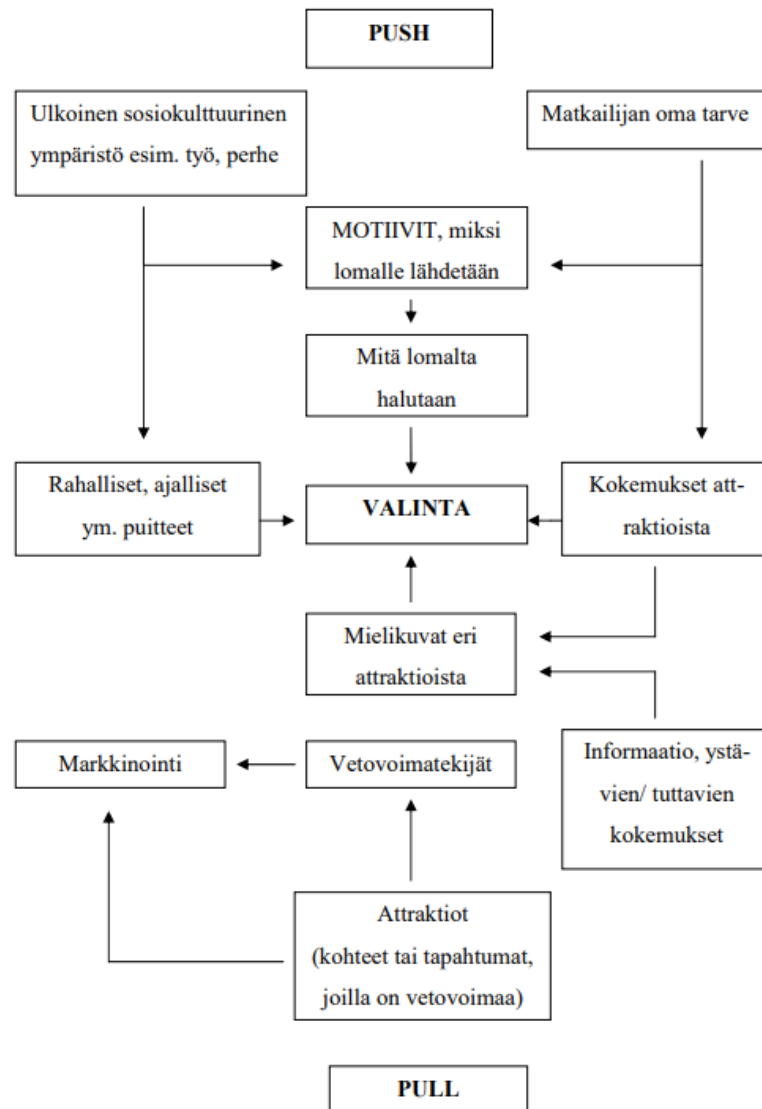 PUSH
Ulkoinen sosiokulttuurinen
ympäristö esim. työ, perhe
Matkailijan oma tarve
MOTIIVIT, miksi
lomalle lähdetään
Mitä lomalta
halutaan
Rahalliset, ajalliset
ym. puitteet
VALINTA
Kokemukset att-
raktioista
Mielikuvat eri
attraktioista
Markkinointi
Vetovoimatekijät
Informaatio, ystä-
vien/ tuttavien
kokemukset
Attraktiot
(kohteet tai tapahtumat,
joilla on vetovoimaa)
PULL